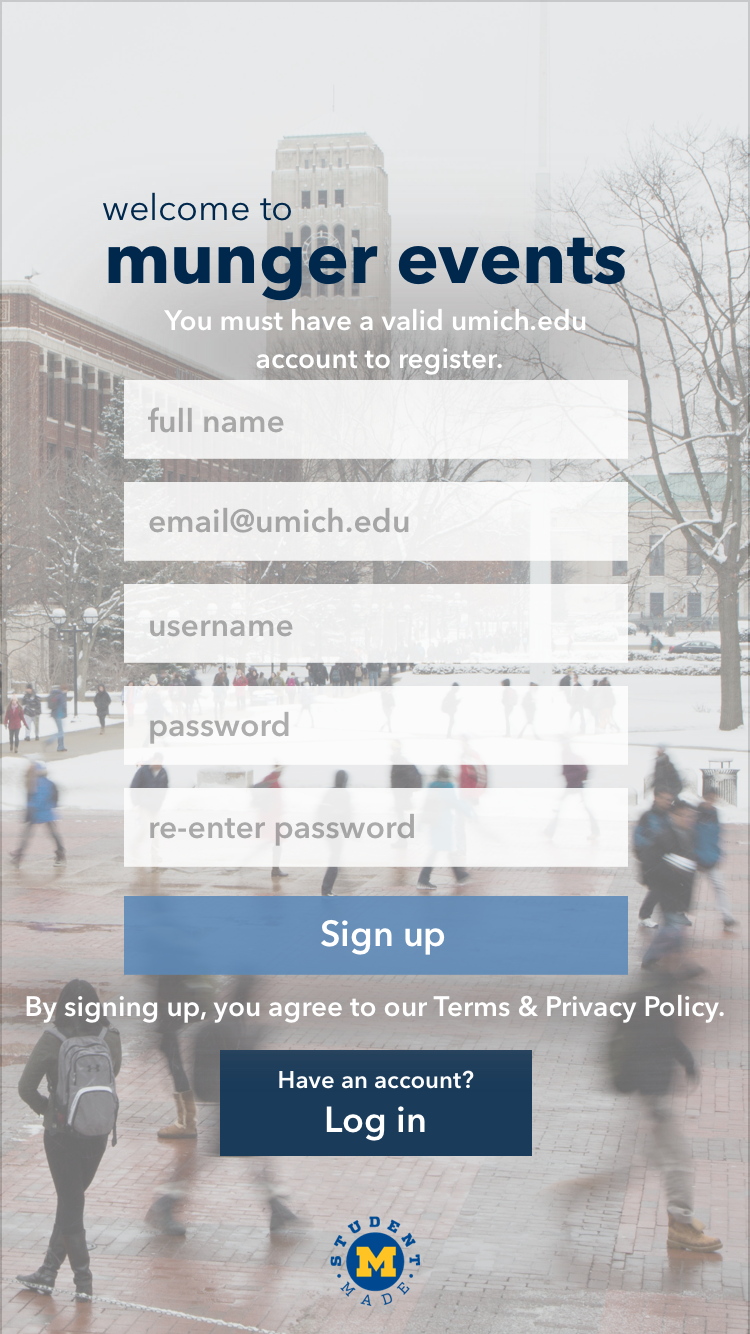 welcome to
munger events
You must have a valid umich.edu
account to register.
full name
email@umich.edu
username
password
re-enter password
Sign up
By signing up, you agree to our Terms & Privacy Policy.
Have an account?
Log in
STUDENT
M
MADE